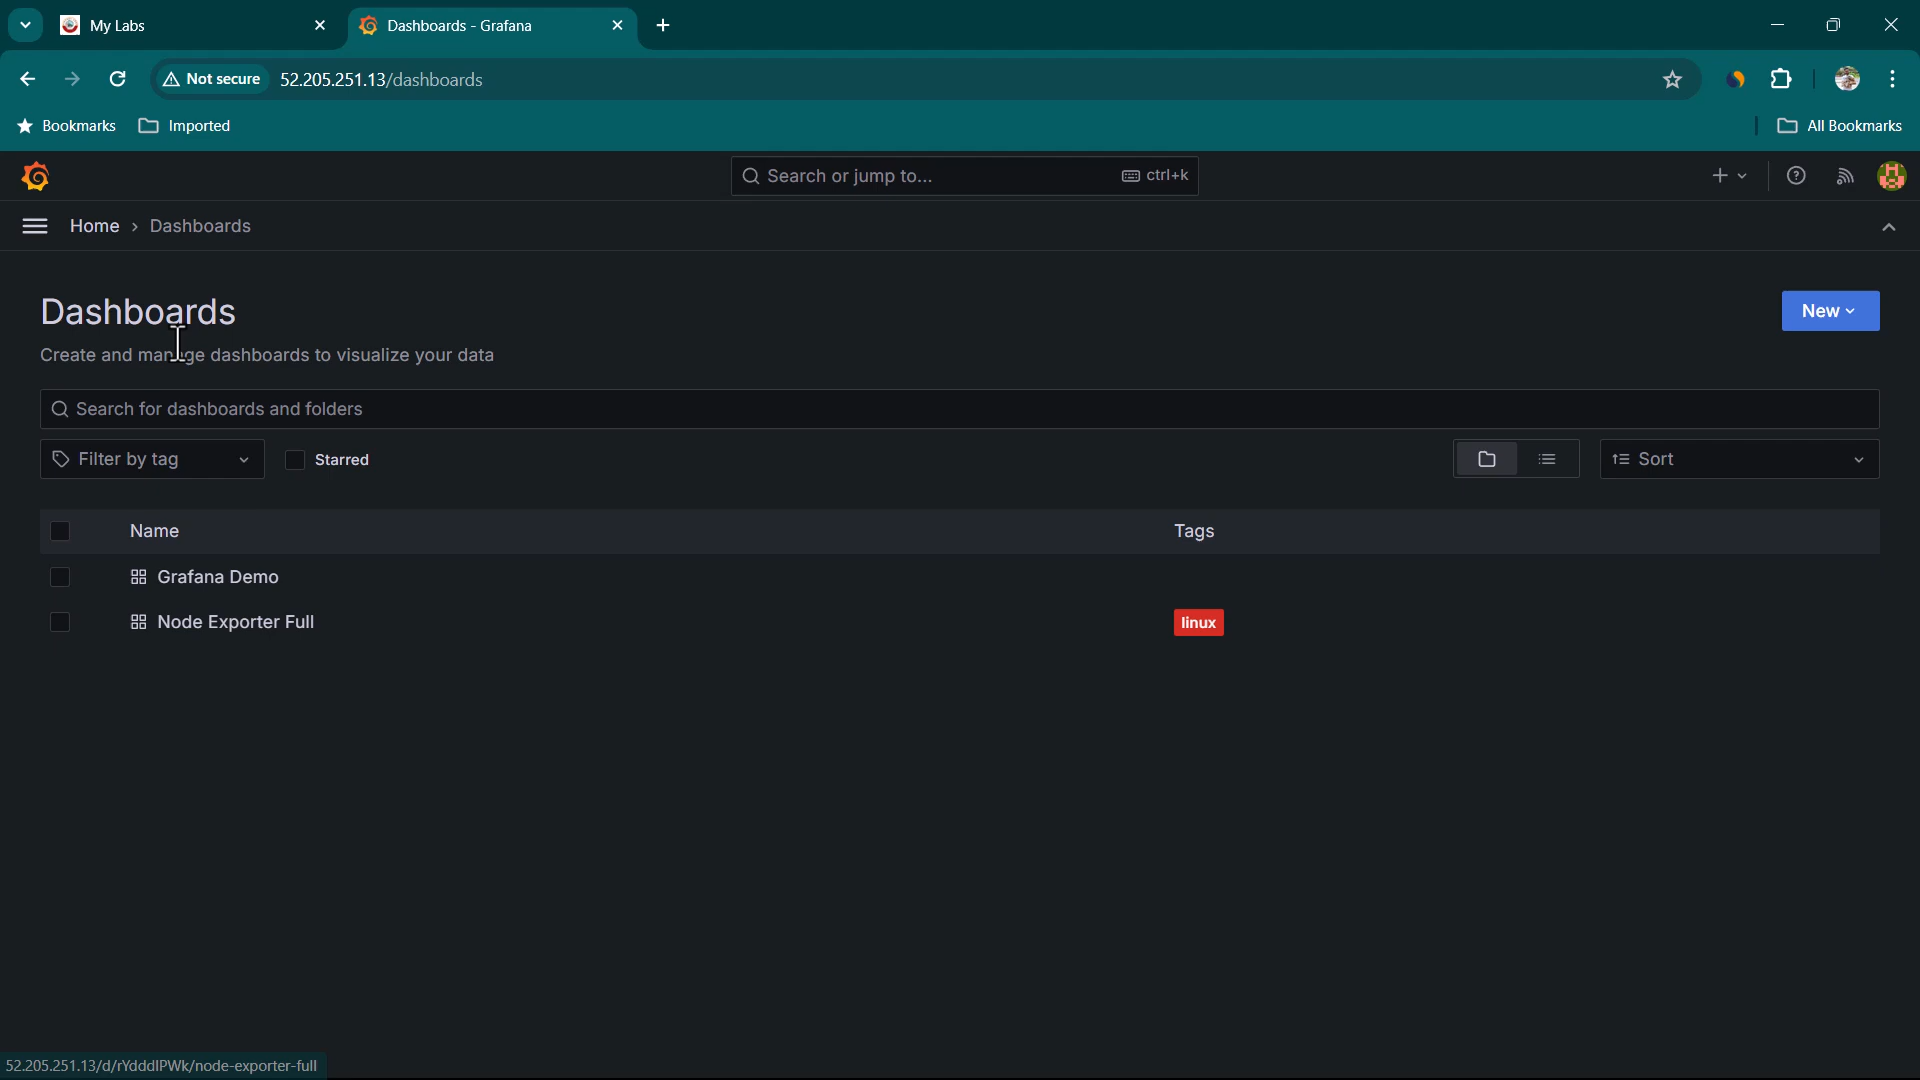 My Labs
Dashboards - Grafana
Not secure
52.205.251.13/dashboards
Bookmarks
Imported
All Bookmarks
Search or jump to...
ctrl+k
Home › Dashboards
Dashboards
New
Create and manage dashboards to visualize your data
Search for dashboards and folders
Filter by tag
Starred
Sort
Name
Tags
Grafana Demo
Node Exporter Full
linux
52.205.251.13/d/rYdddlPWk/node-exporter-full